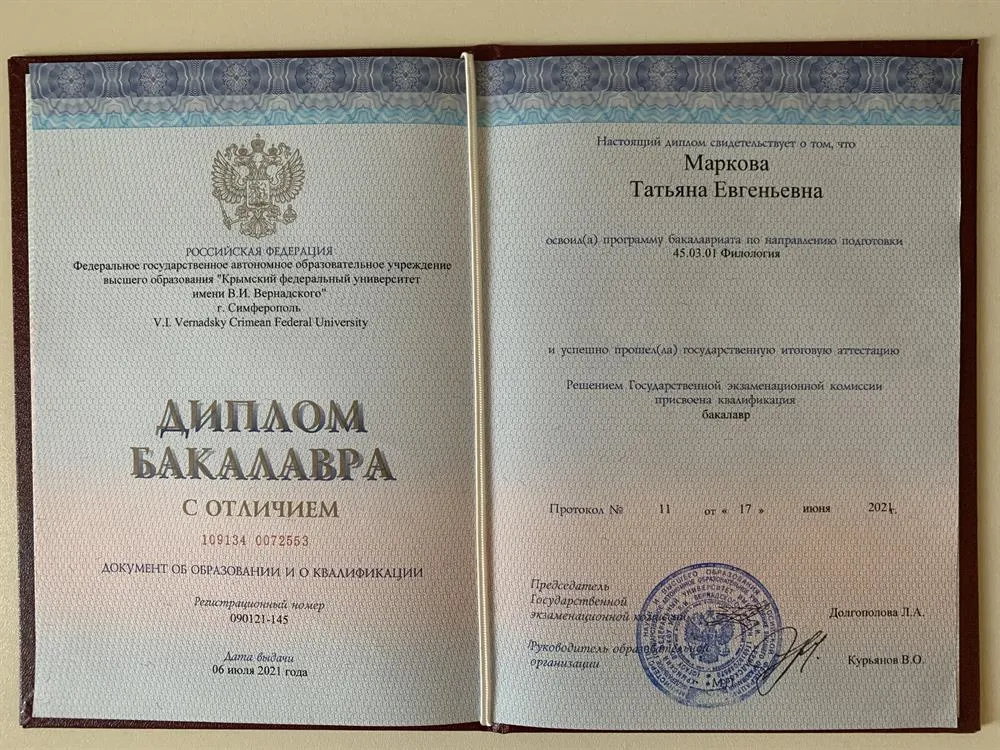 РОССИЙСКАЯ ФЕДЕРАЦИЯ
Федеральное государственное автономное образовательное учреждение
высшего образования "Крымский федеральный университет
имени В.И. Вернадского"
г. Симферополь
V.I. Vernadsky Crimean Federal University
ДИПЛОМ
БАКАЛАВРА
С ОТЛИЧИЕМ
109134 0072553
ДОКУМЕНТ ОБ ОБРАЗОВАНИИ И О КВАЛИФИКАЦИИ
Регистрационный номер
090121-145
Дата выдачи
06 июля 2021 года
Настоящий диплом свидетельствует о том, что
Маркова
Татьяна Евгеньевна
освоил(а) программу бакалавриата по направлению подготовки
45.03.01 Филология
и успешно прошел(ла) государственную итоговую аттестацию
Решением Государственной экзаменационной комиссии
присвоена квалификация
бакалавр
Протокол № 11 от « 17 » июня 2021 г.
Председатель
Государственной
экзаменационной комиссии Долгополова Л.А.
Руководитель образовательной
организации Курьянов В.О.
М.П.